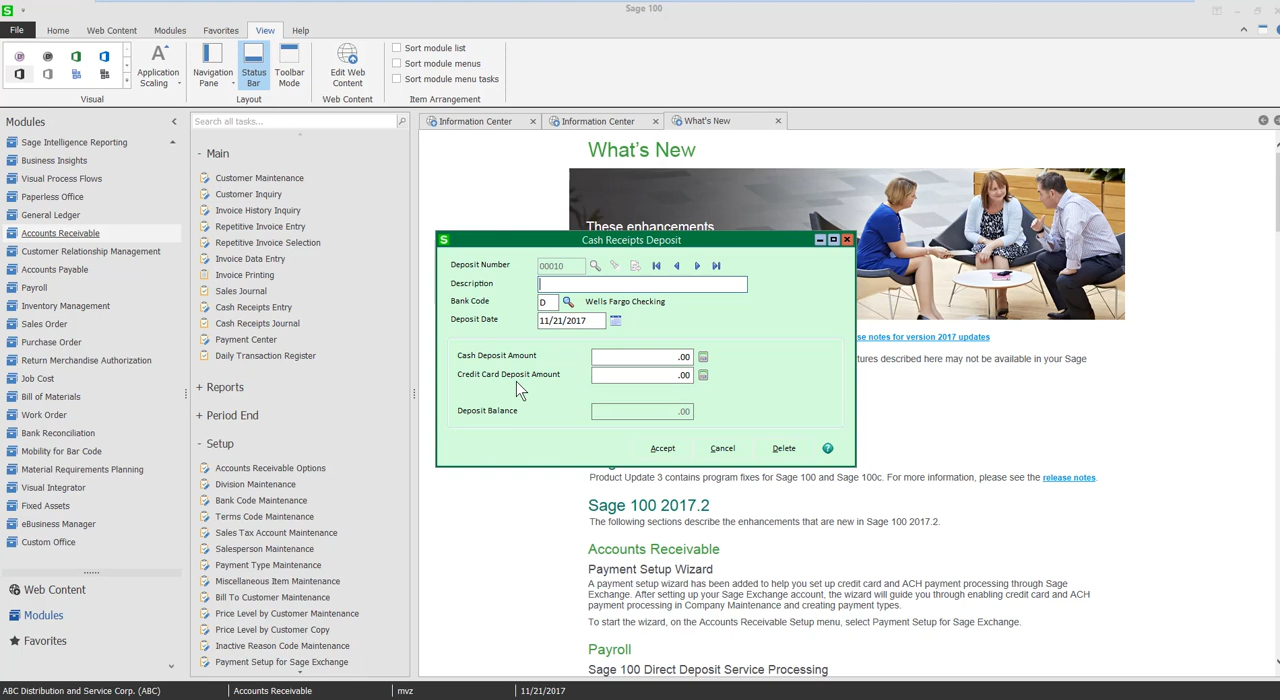 S
Sage 100
File
Home
Web Content
Modules
Favorites
View
Help
Application Scaling
Navigation Pane
Status Bar
Toolbar Mode
Edit Web Content
Sort module list
Sort module menus
Sort module menu tasks
Visual
Layout
Web Content
Item Arrangement
Modules
Sage Intelligence Reporting
Business Insights
Visual Process Flows
Paperless Office
General Ledger
Accounts Receivable
Customer Relationship Management
Accounts Payable
Payroll
Inventory Management
Sales Order
Purchase Order
Return Merchandise Authorization
Job Cost
Bill of Materials
Work Order
Bank Reconciliation
Mobility for Bar Code
Material Requirements Planning
Visual Integrator
Fixed Assets
eBusiness Manager
Custom Office
Web Content
Modules
Favorites
Search all tasks...
- Main
Customer Maintenance
Customer Inquiry
Invoice History Inquiry
Repetitive Invoice Entry
Repetitive Invoice Selection
Invoice Data Entry
Invoice Printing
Sales Journal
Cash Receipts Entry
Cash Receipts Journal
Payment Center
Daily Transaction Register
+ Reports
+ Period End
- Setup
Accounts Receivable Options
Division Maintenance
Bank Code Maintenance
Terms Code Maintenance
Sales Tax Account Maintenance
Salesperson Maintenance
Payment Type Maintenance
Miscellaneous Item Maintenance
Bill To Customer Maintenance
Price Level by Customer Maintenance
Price Level by Customer Copy
Inactive Reason Code Maintenance
Payment Setup for Sage Exchange
Information Center
Information Center
What's New
What's New
These enhancements
S
Cash Receipts Deposit
Deposit Number 00010
Description
Bank Code D Wells Fargo Checking
Deposit Date 11/21/2017
Cash Deposit Amount .00
Credit Card Deposit Amount .00
Deposit Balance .00
Accept
Cancel
Delete
se notes for version 2017 updates
tures described here may not be available in your Sage
Product Update 3 contains program fixes for Sage 100 and Sage 100c. For more information, please see the release notes.
Sage 100 2017.2
The following sections describe the enhancements that are new in Sage 100 2017.2.
Accounts Receivable
Payment Setup Wizard
A payment setup wizard has been added to help you set up credit card and ACH payment processing through Sage
Exchange. After setting up your Sage Exchange account, the wizard will guide you through enabling credit card and ACH
payment processing in Company Maintenance and creating payment types.
To start the wizard, on the Accounts Receivable Setup menu, select Payment Setup for Sage Exchange.
Payroll
Sage 100 Direct Deposit Service Processing
ABC Distribution and Service Corp. (ABC)
Accounts Receivable
mvz
11/21/2017